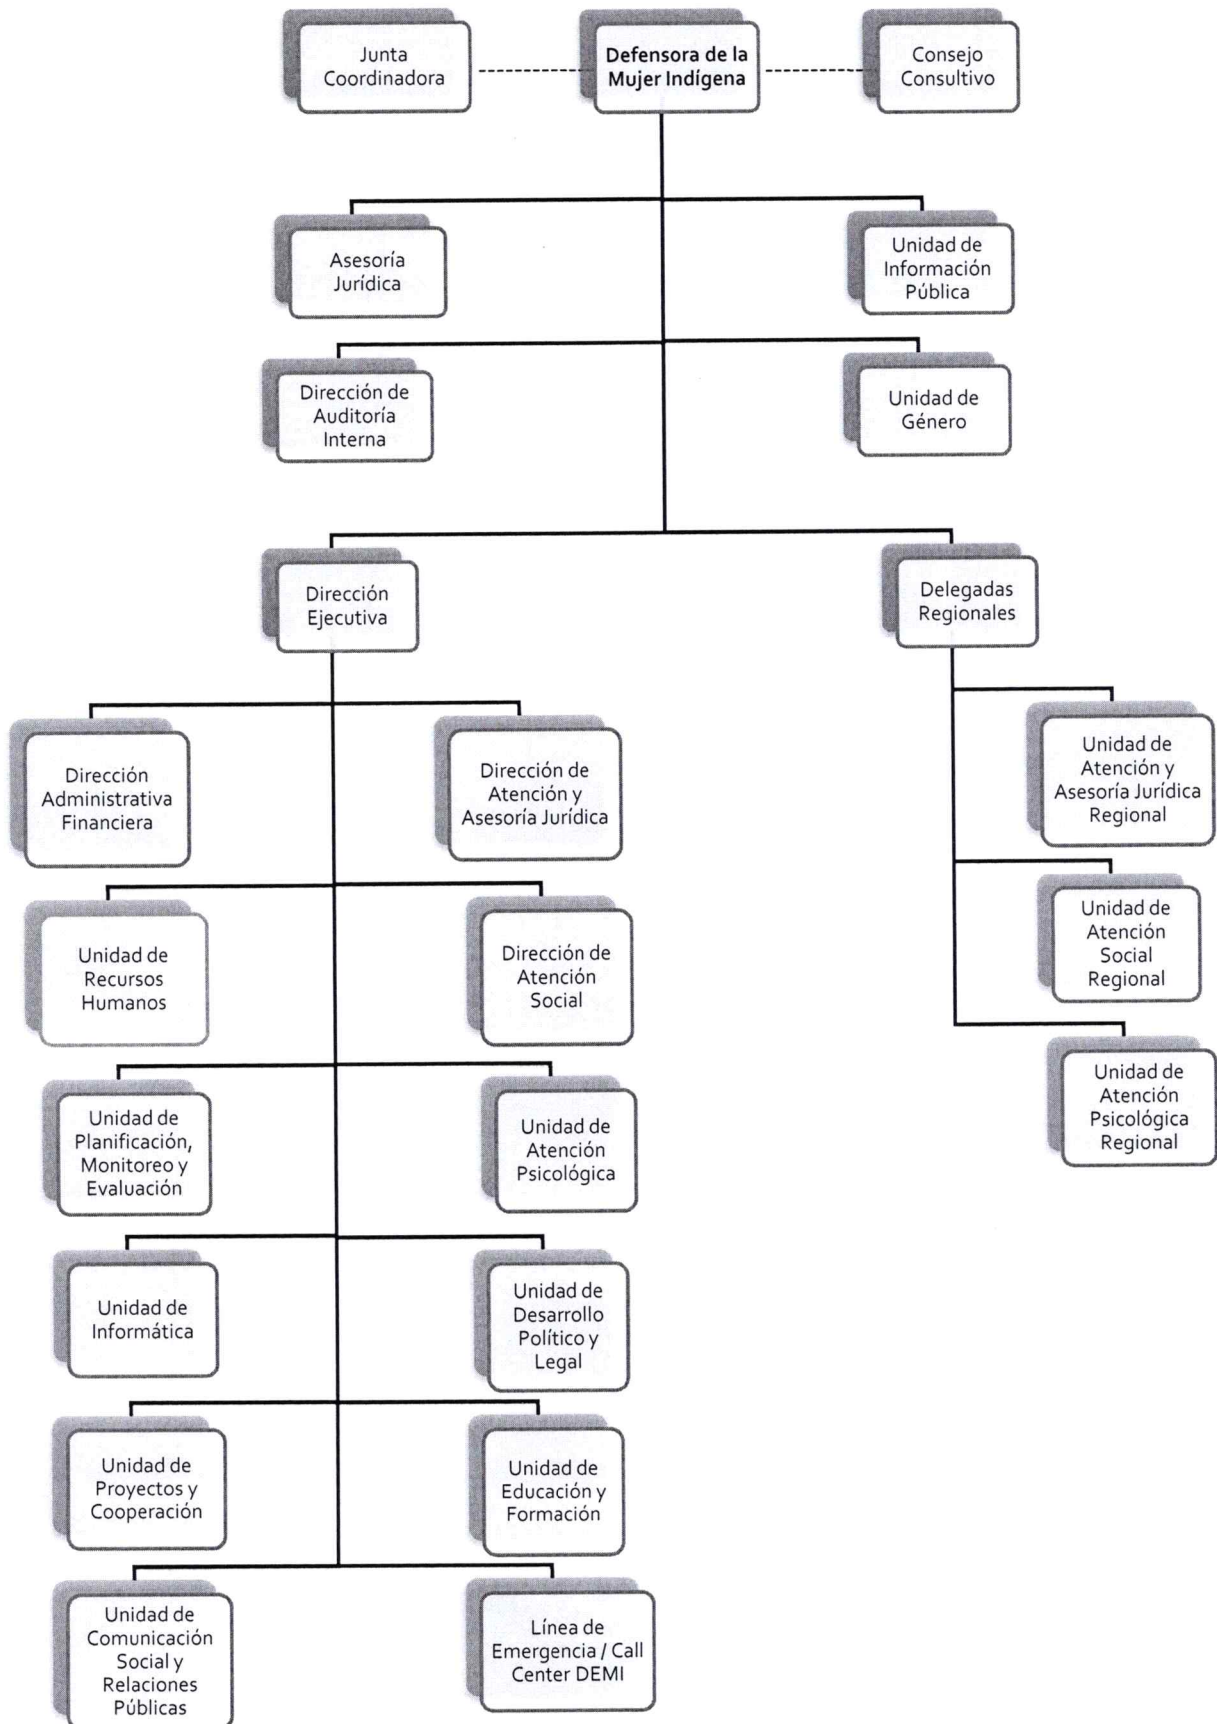 Junta
Coordinadora
Defensora de la
Mujer Indígena
Consejo
Consultivo
Asesoría
Jurídica
Unidad de
Información
Pública
Dirección de
Auditoría
Interna
Unidad de
Género
Dirección
Ejecutiva
Delegadas
Regionales
Dirección
Administrativa
Financiera
Dirección de
Atención y
Asesoría Jurídica
Unidad de
Atención y
Asesoría Jurídica
Regional
Unidad de
Recursos
Humanos
Dirección de
Atención
Social
Unidad de
Atención
Social
Regional
Unidad de
Planificación,
Monitoreo y
Evaluación
Unidad de
Atención
Psicológica
Unidad de
Atención
Psicológica
Regional
Unidad de
Informática
Unidad de
Desarrollo
Político y
Legal
Unidad de
Proyectos y
Cooperación
Unidad de
Educación y
Formación
Unidad de
Comunicación
Social y
Relaciones
Públicas
Línea de
Emergencia / Call
Center DEMI